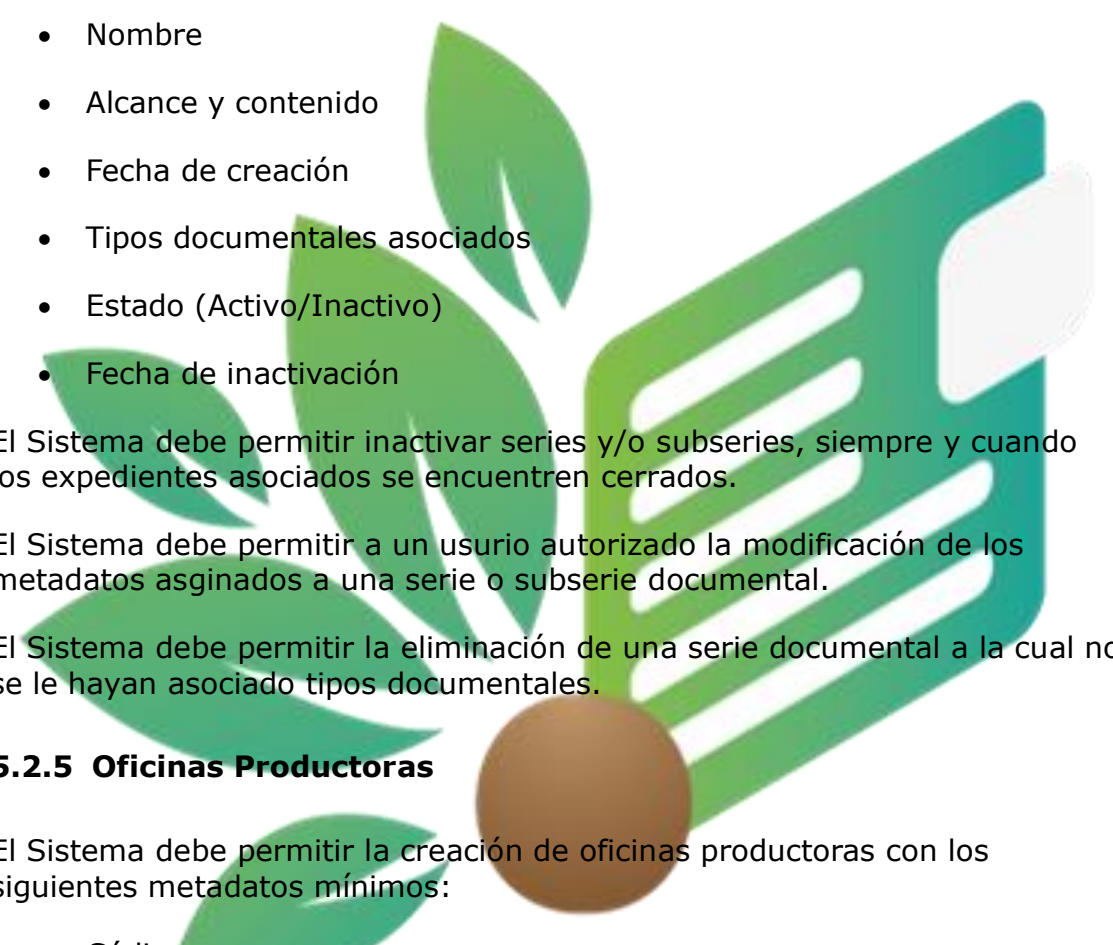 • Nombre
• Alcance y contenido
• Fecha de creación
• Tipos documentales asociados
• Estado (Activo/Inactivo)
• Fecha de inactivación
El Sistema debe permitir inactivar series y/o subseries, siempre y cuando
los expedientes asociados se encuentren cerrados.
El Sistema debe permitir a un usurio autorizado la modificación de los
metadatos asginados a una serie o subserie documental.
El Sistema debe permitir la eliminación de una serie documental a la cual no
se le hayan asociado tipos documentales.
5.2.5 Oficinas Productoras
El Sistema debe permitir la creación de oficinas productoras con los
siguientes metadatos mínimos: